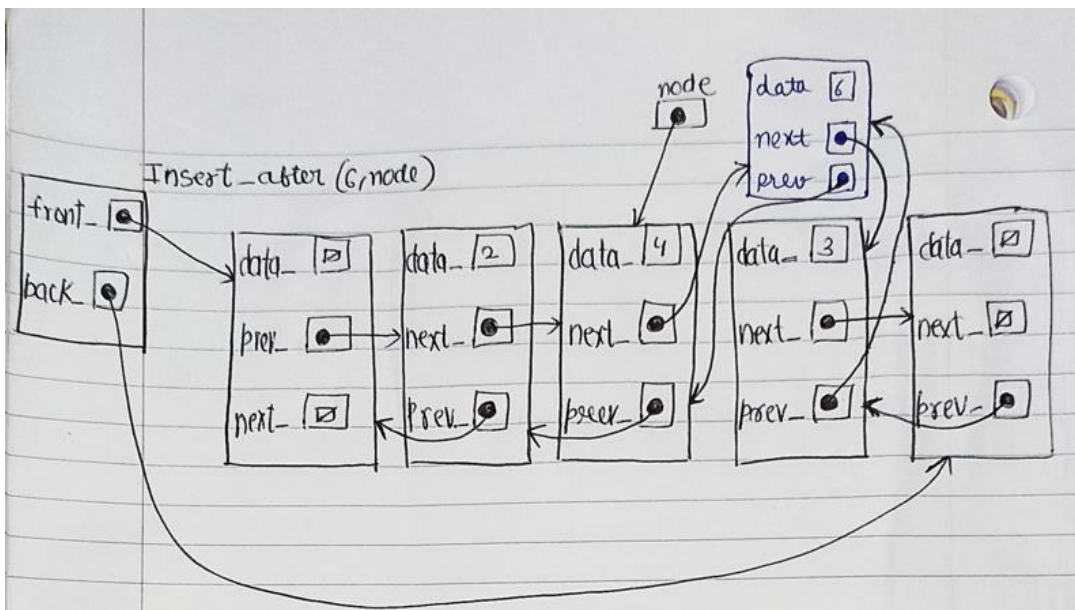 node
data 6
next
prev
Insert_after (6, node)
front_
back_
data_ Ø
prev_
next_ Ø
data_ 2
next_
Prev_
data_ 4
next_
preev_
data_ 3
next_
prev_
data_ Ø
next_ Ø
prev_